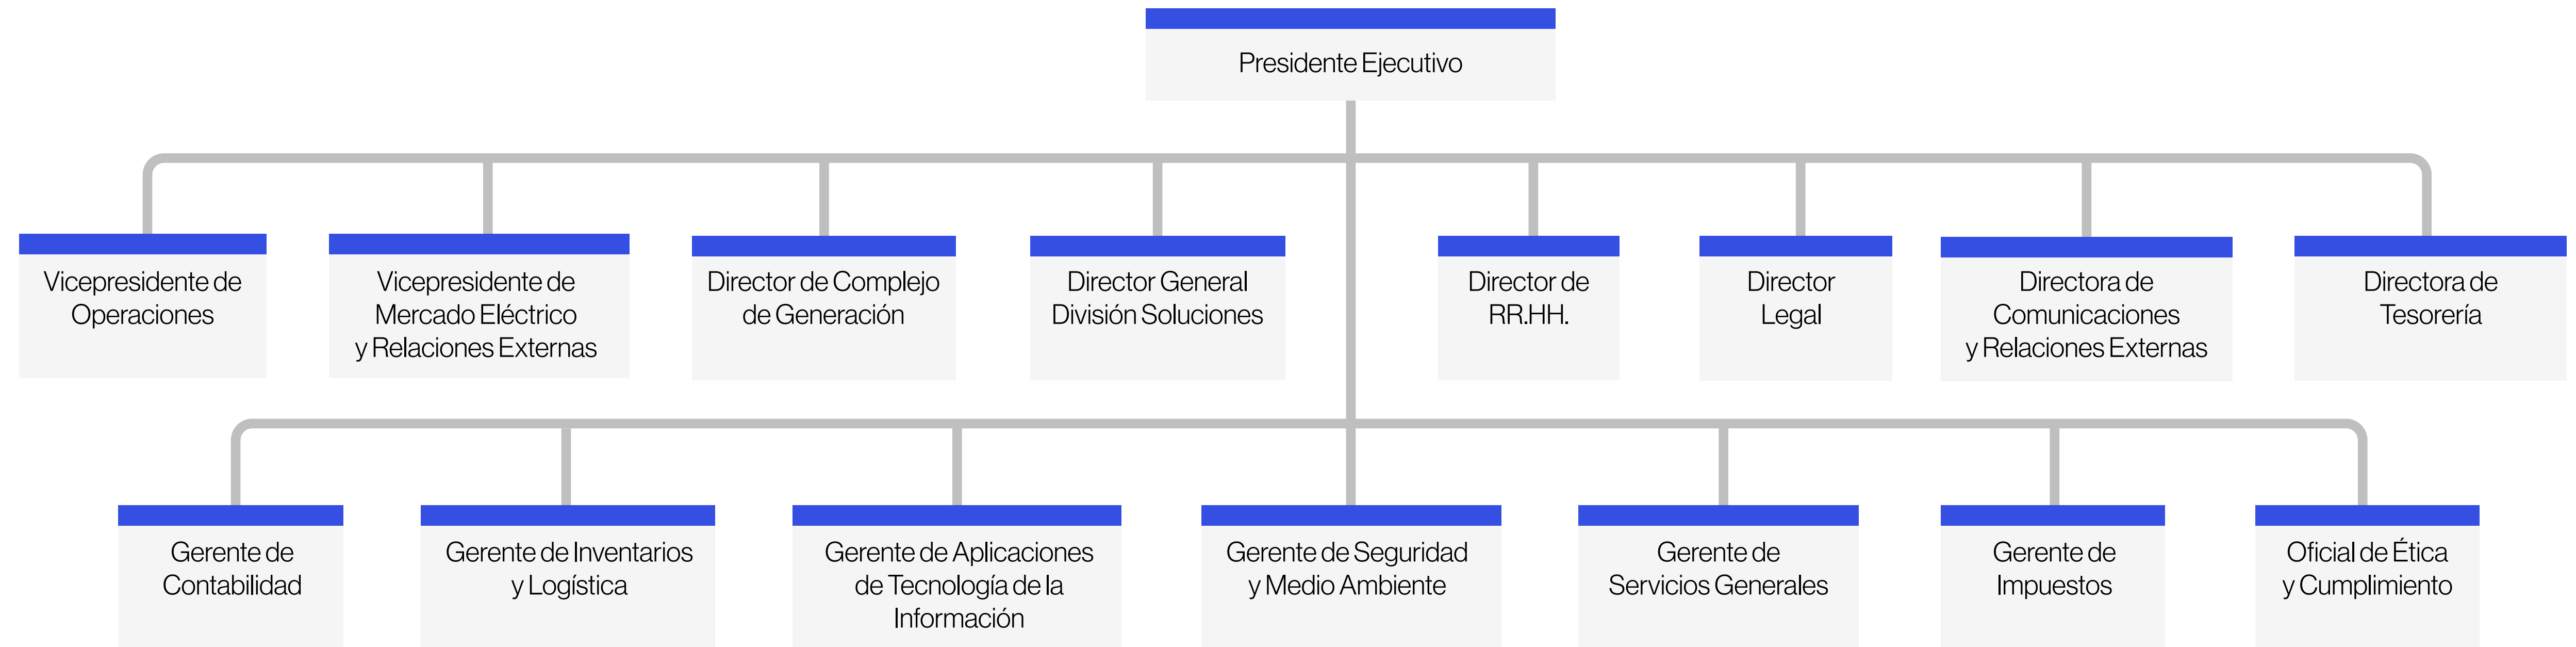 Presidente Ejecutivo
Vicepresidente de
Operaciones
Vicepresidente de
Mercado Eléctrico
y Relaciones Externas
Director de Complejo
de Generación
Director General
División Soluciones
Director de
RR.HH.
Director
Legal
Directora de
Comunicaciones
y Relaciones Externas
Directora de
Tesorería
Gerente de
Contabilidad
Gerente de Inventarios
y Logística
Gerente de Aplicaciones
de Tecnología de la
Información
Gerente de Seguridad
y Medio Ambiente
Gerente de
Servicios Generales
Gerente de
Impuestos
Oficial de Ética
y Cumplimiento